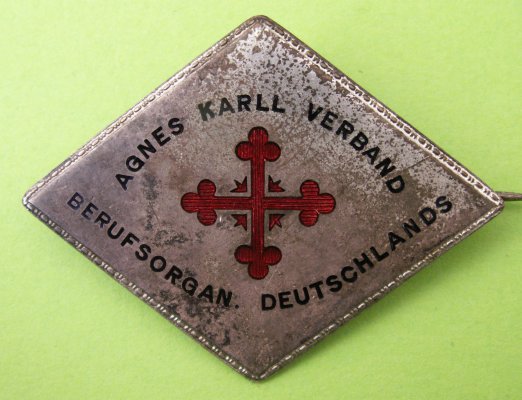 AGNES KARLL VERBAND
BERUFSORGAN. DEUTSCHLANDS